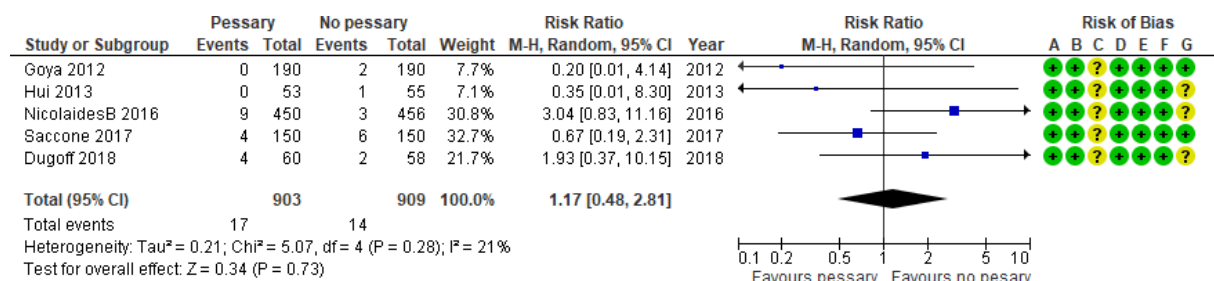 Pessary No pessary Risk Ratio Risk Ratio Risk of Bias
Study or Subgroup Events Total Events Total Weight M-H, Random, 95% CI Year M-H, Random, 95% CI A B C D E F G
Goya 2012 0 190 2 190 7.7% 0.20 [0.01, 4.14] 2012 + + ? + + + +
Hui 2013 0 53 1 55 7.1% 0.35 [0.01, 8.30] 2013 + + ? + + + ?
NicolaidesB 2016 9 450 3 456 30.8% 3.04 [0.83, 11.16] 2016 + + ? + + + ?
Saccone 2017 4 150 6 150 32.7% 0.67 [0.19, 2.31] 2017 + + ? + + + +
Dugoff 2018 4 60 2 58 21.7% 1.93 [0.37, 10.15] 2018 + + ? + + + ?
Total (95% CI) 903 909 100.0% 1.17 [0.48, 2.81]
Total events 17 14
Heterogeneity: Tau² = 0.21; Chi² = 5.07, df = 4 (P = 0.28); I² = 21%
Test for overall effect: Z = 0.34 (P = 0.73)
0.1 0.2 0.5 1 2 5 10
Favours pessary Favours no pesary